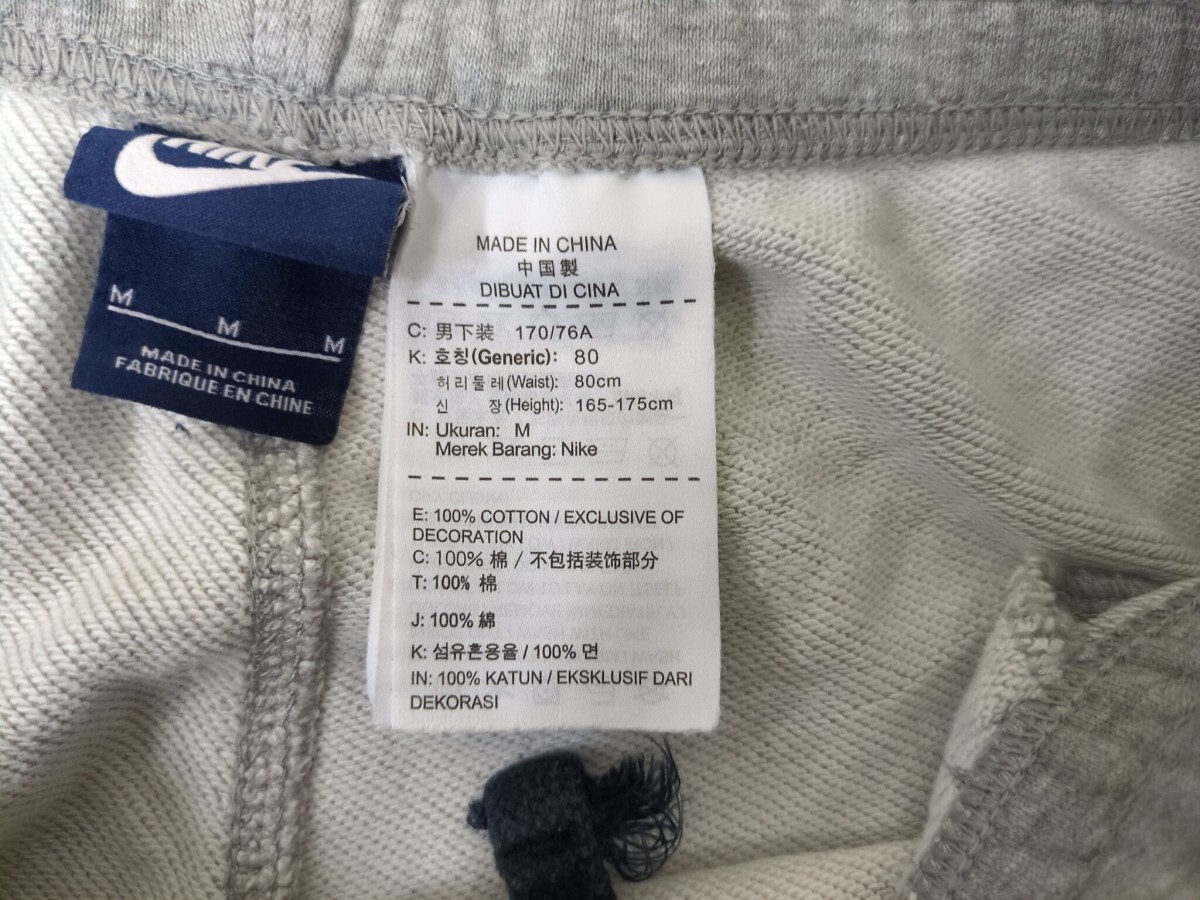 NIKE
M
M
M
MADE IN CHINA
FABRIQUE EN CHINE
MADE IN CHINA
中国製
DIBUAT DI CINA
C: 男下装 170/76A
K: 호칭(Generic): 80
허리둘레(Waist): 80cm
신 장(Height): 165-175cm
IN: Ukuran: M
Merek Barang: Nike
E: 100% COTTON / EXCLUSIVE OF
DECORATION
C: 100% 棉 / 不包括装饰部分
T: 100% 棉
J: 100% 綿
K: 섬유혼용율 / 100% 면
IN: 100% KATUN / EKSKLUSIF DARI
DEKORASI